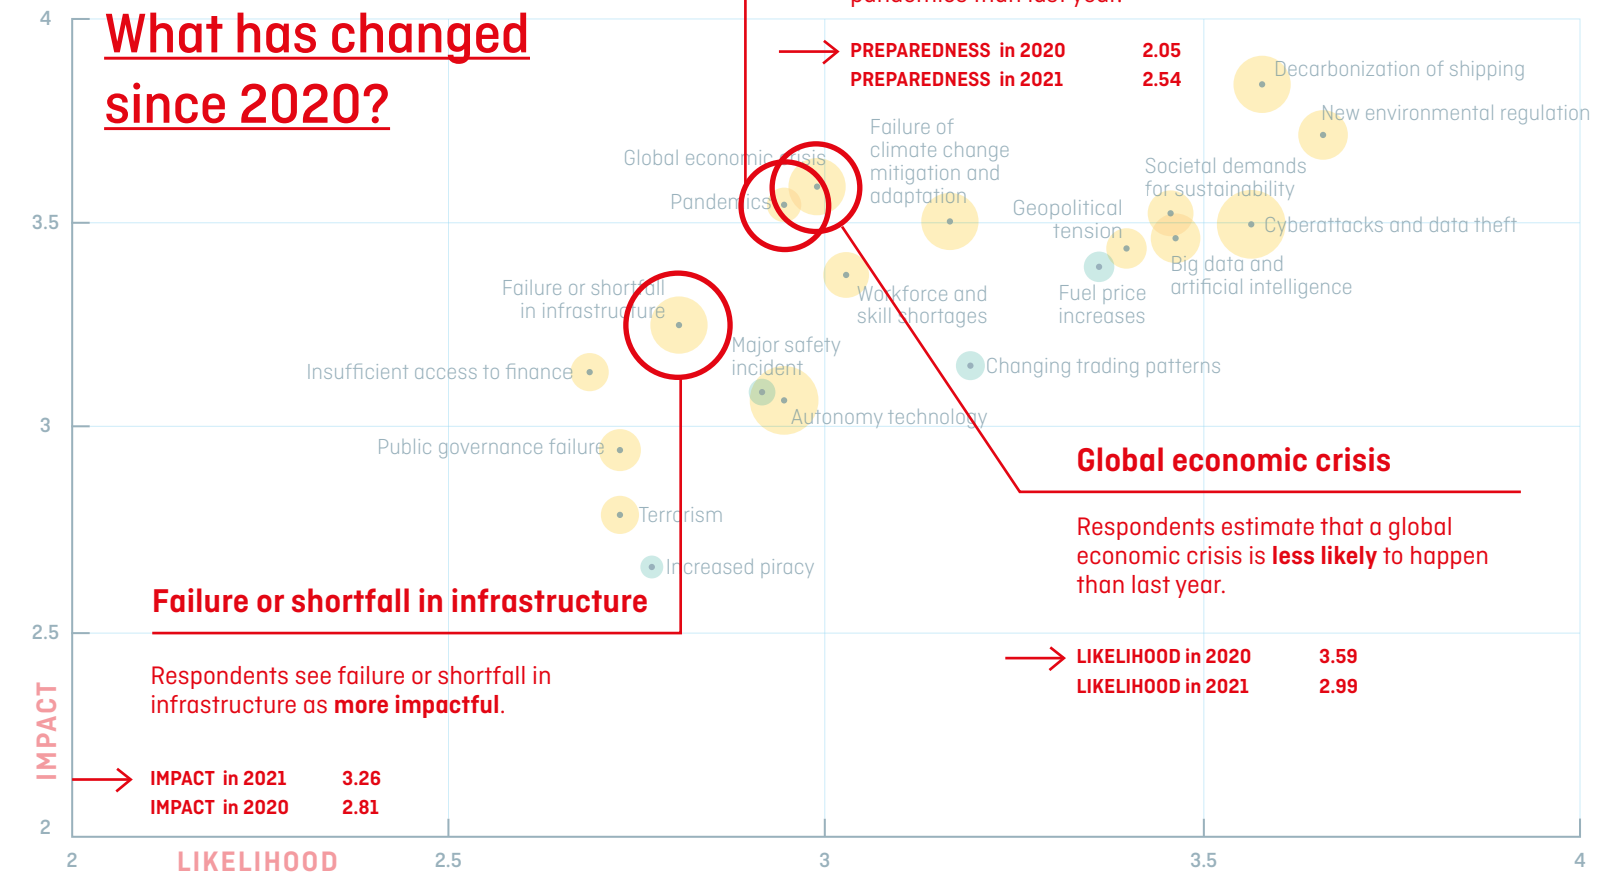 pandemics than last year.
What has changed
since 2020?
PREPAREDNESS in 2020 2.05
PREPAREDNESS in 2021 2.54
4
3.5
3
2.5
2
IMPACT
Decarbonization of shipping
New environmental regulation
Failure of
climate change
mitigation and
adaptation
Global economic crisis
Pandemics
Societal demands
for sustainability
Geopolitical
tension
Cyberattacks and data theft
Big data and
artificial intelligence
Fuel price
increases
Workforce and
skill shortages
Failure or shortfall
in infrastructure
Major safety
incident
Changing trading patterns
Insufficient access to finance
Autonomy technology
Public governance failure
Terrorism
Increased piracy
Global economic crisis
Respondents estimate that a global
economic crisis is less likely to happen
than last year.
LIKELIHOOD in 2020 3.59
LIKELIHOOD in 2021 2.99
Failure or shortfall in infrastructure
Respondents see failure or shortfall in
infrastructure as more impactful.
IMPACT in 2021 3.26
IMPACT in 2020 2.81
2 2.5 3 3.5 4
LIKELIHOOD